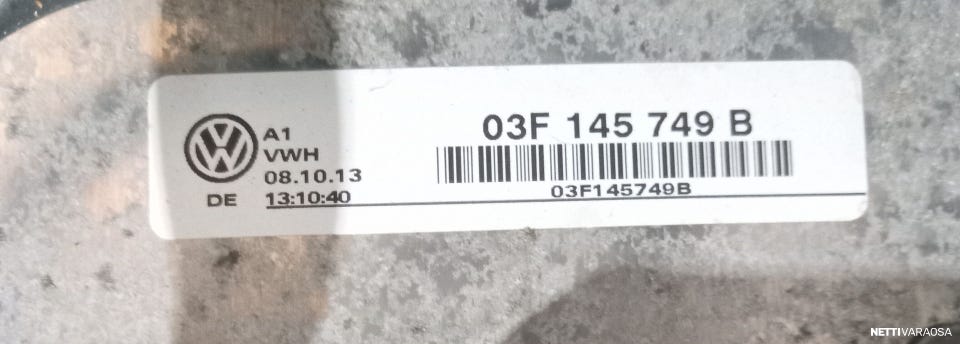 A1
VWH
08.10.13
DE 13:10:40
03F 145 749 B
03F145749B
NETTIVARAOSA